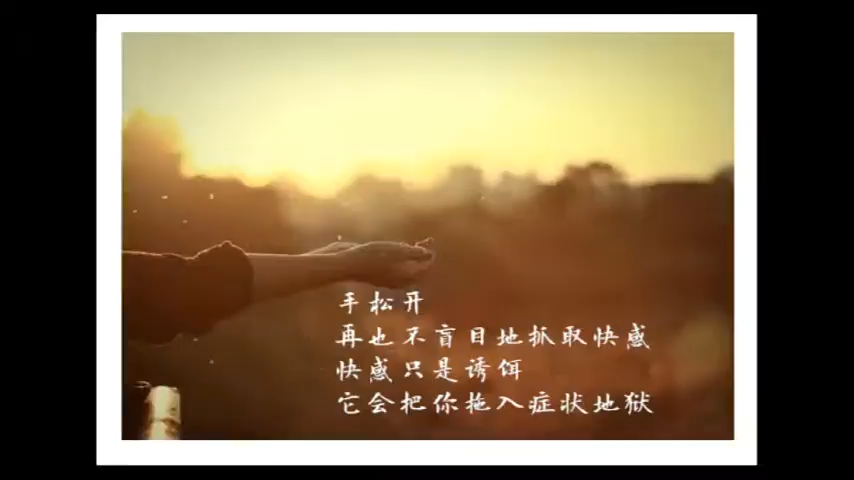 手松开
再也不盲目地抓取快感
快感只是诱饵
它会把你拖入症状地狱